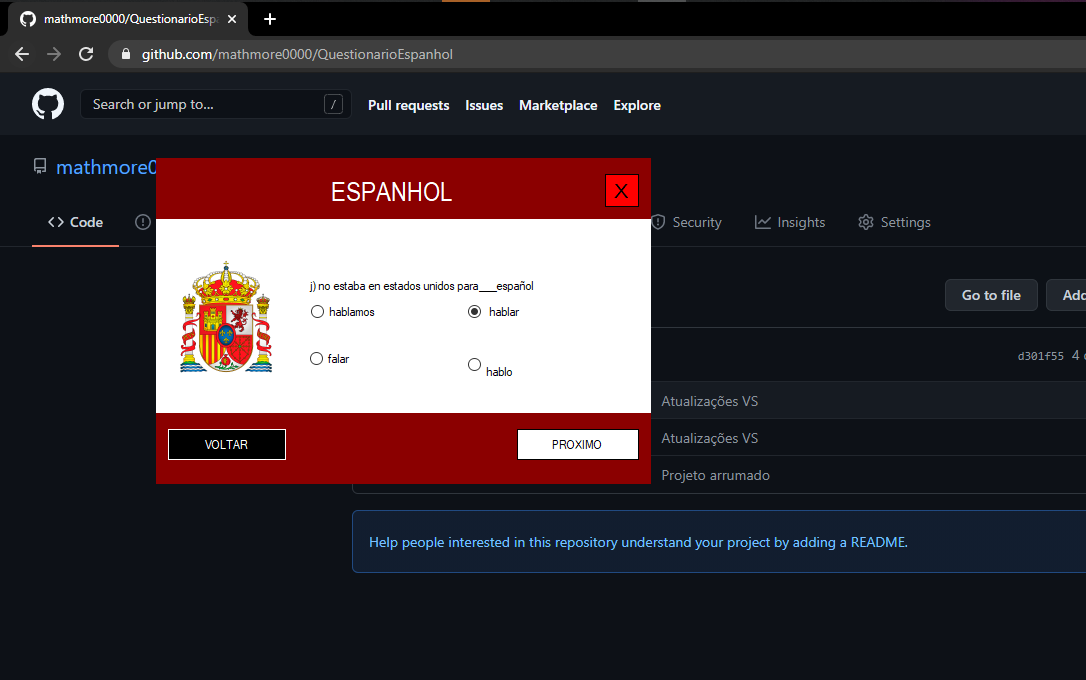 mathmore0000/QuestionarioEsp
github.com/mathmore0000/QuestionarioEspanhol
Search or jump to...
/
Pull requests
Issues
Marketplace
Explore
mathmore0
Code
Security
Insights
Settings
ESPANHOL
X
j) no estaba en estados unidos para___español
hablamos
hablar
falar
hablo
VOLTAR
PROXIMO
Go to file
d301f55 4
Atualizações VS
Atualizações VS
Projeto arrumado
Help people interested in this repository understand your project by adding a README.